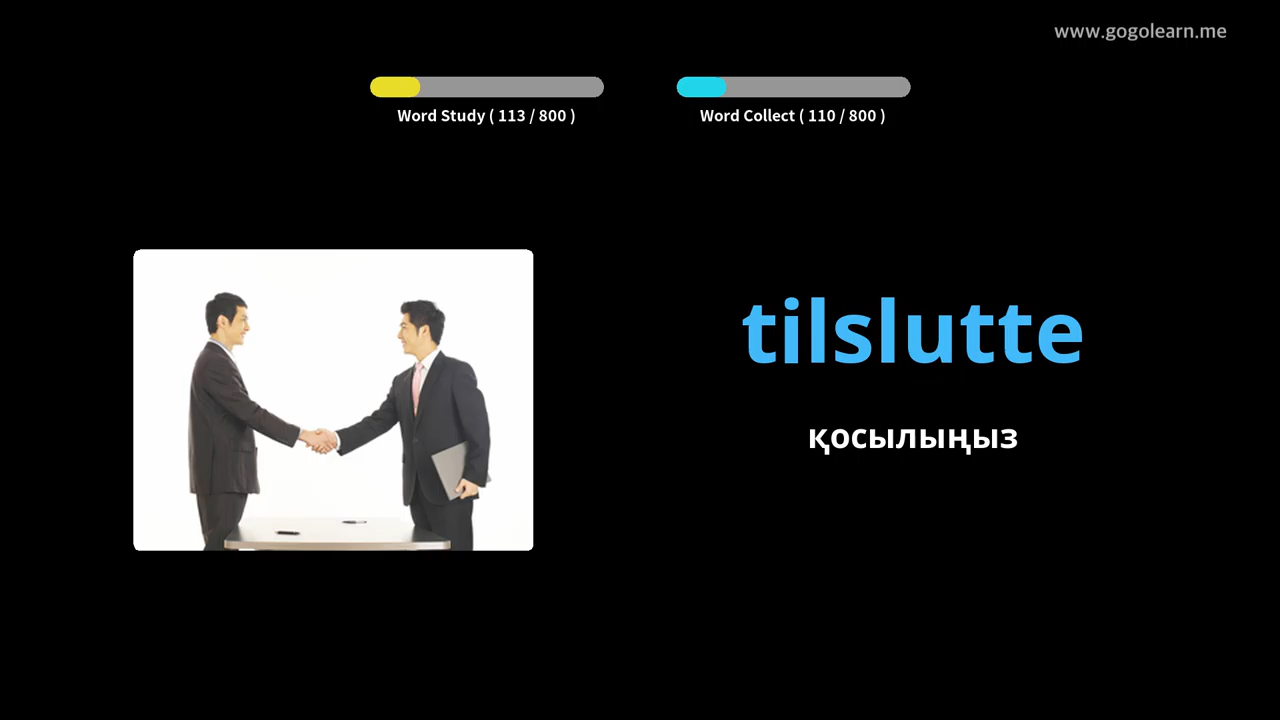 www.gogolearn.me
Word Study ( 113 / 800 )
Word Collect ( 110 / 800 )
tilslutte
қосылыңыз